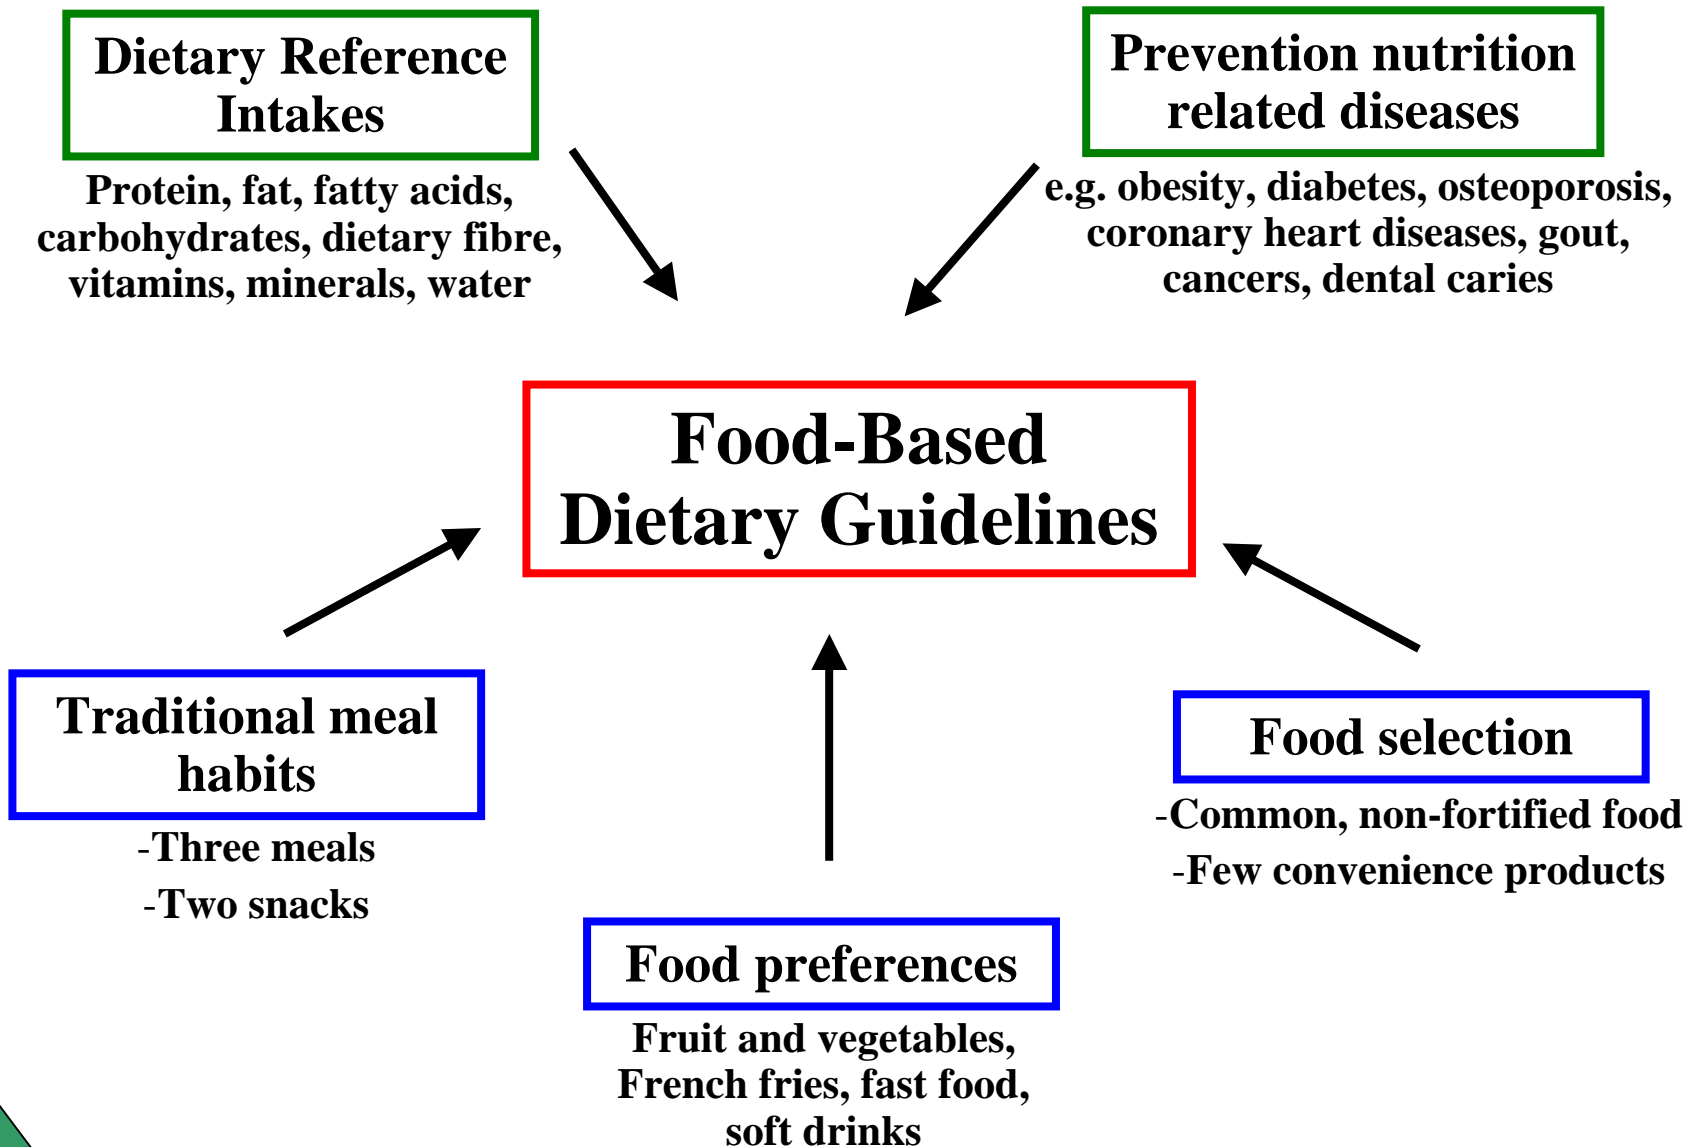 Dietary Reference
Intakes
Protein, fat, fatty acids,
carbohydrates, dietary fibre,
vitamins, minerals, water
Prevention nutrition
related diseases
e.g. obesity, diabetes, osteoporosis,
coronary heart diseases, gout,
cancers, dental caries
Food-Based
Dietary Guidelines
Traditional meal
habits
-Three meals
-Two snacks
Food preferences
Fruit and vegetables,
French fries, fast food,
soft drinks
Food selection
-Common, non-fortified food
-Few convenience products